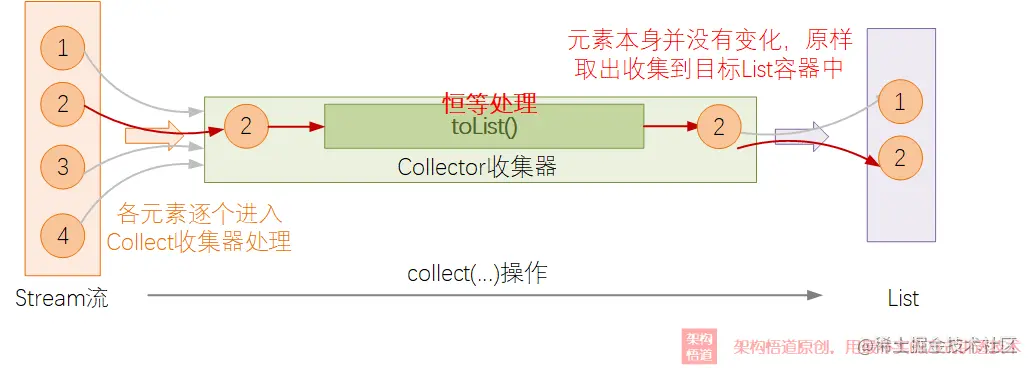 1
2
3
4
各元素逐个进入
Collect收集器处理
2
恒等处理
toList()
Collector收集器
2
元素本身并没有变化，原样
取出收集到目标List容器中
1
2
Stream流
collect(...)操作
List
架构
悟道
架构悟道原创，用
@稀土掘金技术社区